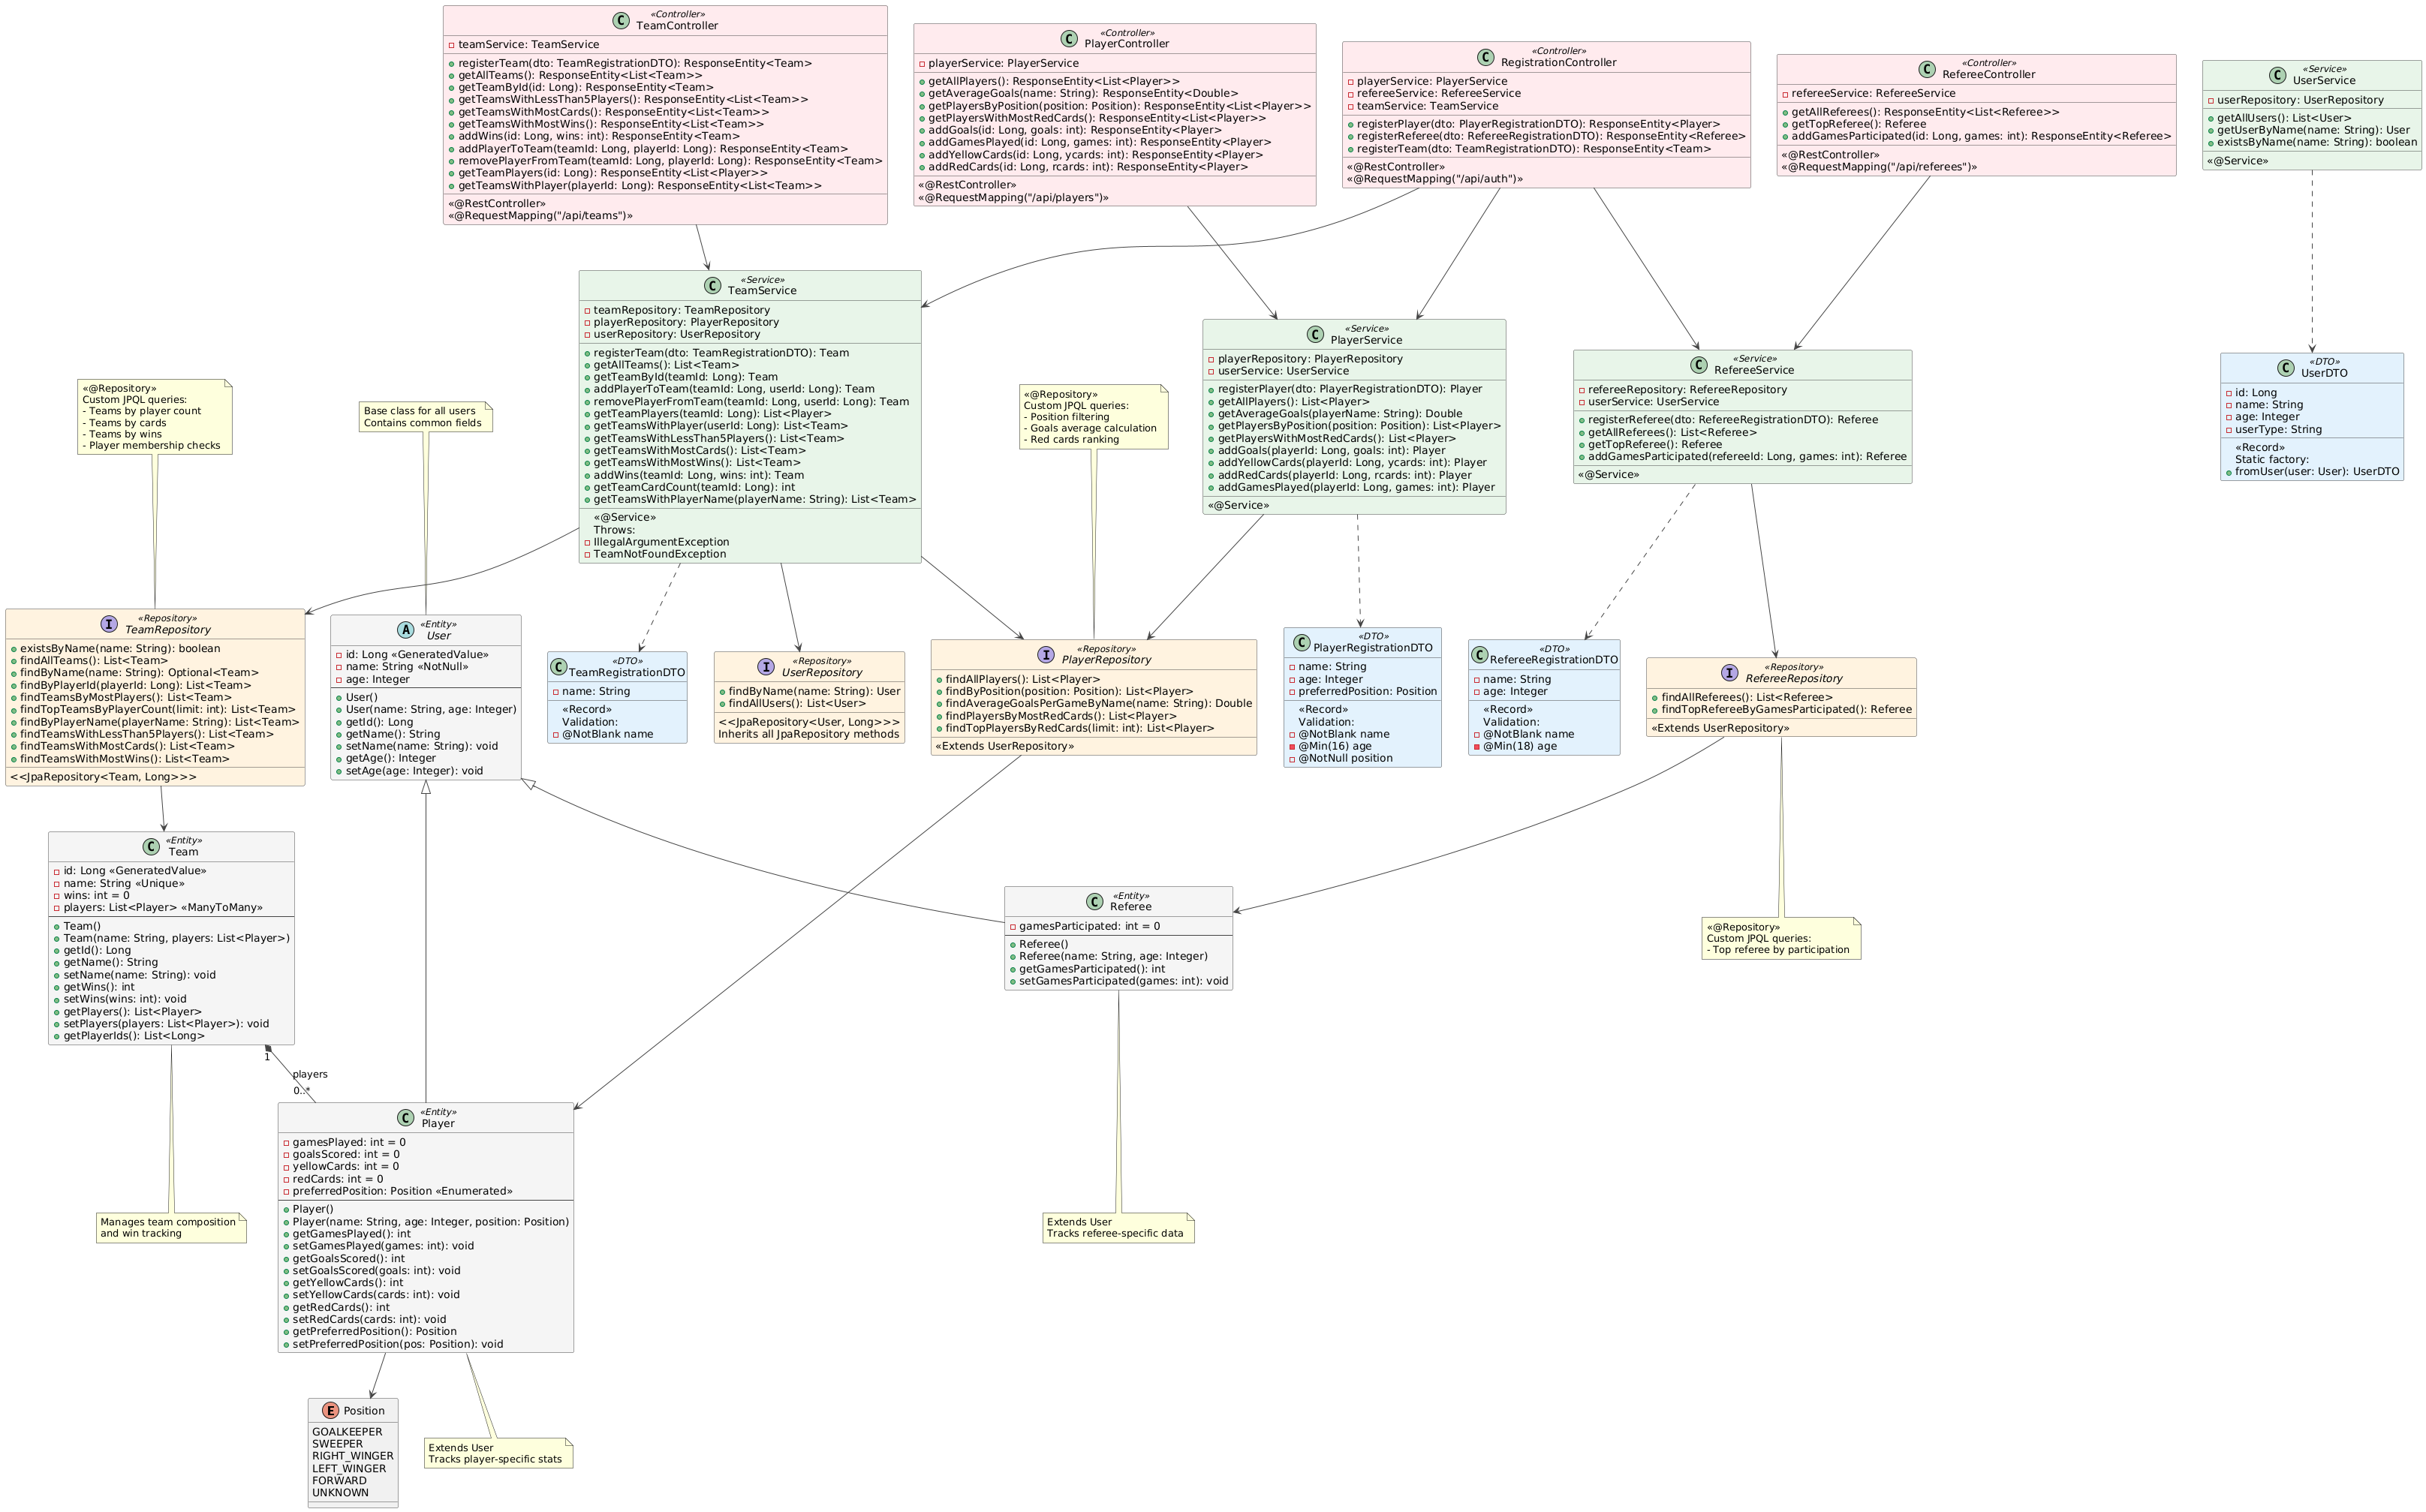 «Controller»
C TeamController
teamService: TeamService
registerTeam(dto: TeamRegistrationDTO): ResponseEntity<Team>
getAllTeams(): ResponseEntity<List<Team>>
getTeamById(id: Long): ResponseEntity<Team>
getTeamsWithLessThan5Players(): ResponseEntity<List<Team>>
getTeamsWithMostCards(): ResponseEntity<List<Team>>
getTeamsWithMostWins(): ResponseEntity<List<Team>>
addWins(id: Long, wins: int): ResponseEntity<Team>
addPlayerToTeam(teamId: Long, playerId: Long): ResponseEntity<Team>
removePlayerFromTeam(teamId: Long, playerId: Long): ResponseEntity<Team>
getTeamPlayers(id: Long): ResponseEntity<List<Player>>
getTeamsWithPlayer(playerId: Long): ResponseEntity<List<Team>>
«@RestController»
«@RequestMapping("/api/teams")»
«Controller»
C PlayerController
playerService: PlayerService
getAllPlayers(): ResponseEntity<List<Player>>
getAverageGoals(name: String): ResponseEntity<Double>
getPlayersByPosition(position: Position): ResponseEntity<List<Player>>
getPlayersWithMostRedCards(): ResponseEntity<List<Player>>
addGoals(id: Long, goals: int): ResponseEntity<Player>
addGamesPlayed(id: Long, games: int): ResponseEntity<Player>
addYellowCards(id: Long, ycards: int): ResponseEntity<Player>
addRedCards(id: Long, rcards: int): ResponseEntity<Player>
«@RestController»
«@RequestMapping("/api/players")»
«Controller»
C RegistrationController
playerService: PlayerService
refereeService: RefereeService
teamService: TeamService
registerPlayer(dto: PlayerRegistrationDTO): ResponseEntity<Player>
registerReferee(dto: RefereeRegistrationDTO): ResponseEntity<Referee>
registerTeam(dto: TeamRegistrationDTO): ResponseEntity<Team>
«@RestController»
«@RequestMapping("/api/auth")»
«Controller»
C RefereeController
refereeService: RefereeService
getAllReferees(): ResponseEntity<List<Referee>>
getTopReferee(): Referee
addGamesParticipated(id: Long, games: int): ResponseEntity<Referee>
«@RestController»
«@RequestMapping("/api/referees")»
«Service»
C UserService
userRepository: UserRepository
getAllUsers(): List<User>
getUserByName(name: String): User
existsByName(name: String): boolean
«@Service»
«Service»
C TeamService
teamRepository: TeamRepository
playerRepository: PlayerRepository
userRepository: UserRepository
registerTeam(dto: TeamRegistrationDTO): Team
getAllTeams(): List<Team>
getTeamById(teamId: Long): Team
addPlayerToTeam(teamId: Long, userId: Long): Team
removePlayerFromTeam(teamId: Long, userId: Long): Team
getTeamPlayers(teamId: Long): List<Player>
getTeamsWithPlayer(userId: Long): List<Team>
getTeamsWithLessThan5Players(): List<Team>
getTeamsWithMostCards(): List<Team>
getTeamsWithMostWins(): List<Team>
addWins(teamId: Long, wins: int): Team
getTeamCardCount(teamId: Long): int
getTeamsWithPlayerName(playerName: String): List<Team>
«@Service»
Throws:
IllegalArgumentException
TeamNotFoundException
«Service»
C PlayerService
playerRepository: PlayerRepository
userService: UserService
registerPlayer(dto: PlayerRegistrationDTO): Player
getAllPlayers(): List<Player>
getAverageGoals(playerName: String): Double
getPlayersByPosition(position: Position): List<Player>
getPlayersWithMostRedCards(): List<Player>
addGoals(playerId: Long, goals: int): Player
addYellowCards(playerId: Long, ycards: int): Player
addRedCards(playerId: Long, rcards: int): Player
addGamesPlayed(playerId: Long, games: int): Player
«@Service»
«Service»
C RefereeService
refereeRepository: RefereeRepository
userService: UserService
registerReferee(dto: RefereeRegistrationDTO): Referee
getAllReferees(): List<Referee>
getTopReferee(): Referee
addGamesParticipated(refereeId: Long, games: int): Referee
«@Service»
«DTO»
C UserDTO
id: Long
name: String
age: Integer
userType: String
«Record»
Static factory:
fromUser(user: User): UserDTO
«@Repository»
Custom JPQL queries:
- Teams by player count
- Teams by cards
- Teams by wins
- Player membership checks
Base class for all users
Contains common fields
«@Repository»
Custom JPQL queries:
- Position filtering
- Goals average calculation
- Red cards ranking
«Repository»
I TeamRepository
existsByName(name: String): boolean
findAllTeams(): List<Team>
findByName(name: String): Optional<Team>
findByPlayerId(playerId: Long): List<Team>
findTeamsByMostPlayers(): List<Team>
findTopTeamsByPlayerCount(limit: int): List<Team>
findByPlayerName(playerName: String): List<Team>
findTeamsWithLessThan5Players(): List<Team>
findTeamsWithMostCards(): List<Team>
findTeamsWithMostWins(): List<Team>
<<JpaRepository<Team, Long>>>
«Entity»
A User
id: Long «GeneratedValue»
name: String «NotNull»
age: Integer
User()
User(name: String, age: Integer)
getId(): Long
getName(): String
setName(name: String): void
getAge(): Integer
setAge(age: Integer): void
«DTO»
C TeamRegistrationDTO
name: String
«Record»
Validation:
@NotBlank name
«Repository»
I UserRepository
findByName(name: String): User
findAllUsers(): List<User>
<<JpaRepository<User, Long>>>
Inherits all JpaRepository methods
«Repository»
I PlayerRepository
findAllPlayers(): List<Player>
findByPosition(position: Position): List<Player>
findAverageGoalsPerGameByName(name: String): Double
findPlayersByMostRedCards(): List<Player>
findTopPlayersByRedCards(limit: int): List<Player>
«Extends UserRepository»
«DTO»
C PlayerRegistrationDTO
name: String
age: Integer
preferredPosition: Position
«Record»
Validation:
@NotBlank name
@Min(16) age
@NotNull position
«DTO»
C RefereeRegistrationDTO
name: String
age: Integer
«Record»
Validation:
@NotBlank name
@Min(18) age
«Repository»
I RefereeRepository
findAllReferees(): List<Referee>
findTopRefereeByGamesParticipated(): Referee
«Extends UserRepository»
«Entity»
C Team
id: Long «GeneratedValue»
name: String «Unique»
wins: int = 0
players: List<Player> «ManyToMany»
Team()
Team(name: String, players: List<Player>)
getId(): Long
getName(): String
setName(name: String): void
getWins(): int
setWins(wins: int): void
getPlayers(): List<Player>
setPlayers(players: List<Player>): void
getPlayerIds(): List<Long>
«Entity»
C Referee
gamesParticipated: int = 0
Referee()
Referee(name: String, age: Integer)
getGamesParticipated(): int
setGamesParticipated(games: int): void
«@Repository»
Custom JPQL queries:
- Top referee by participation
1
players
0..*
«Entity»
C Player
gamesPlayed: int = 0
goalsScored: int = 0
yellowCards: int = 0
redCards: int = 0
preferredPosition: Position «Enumerated»
Player()
Player(name: String, age: Integer, position: Position)
getGamesPlayed(): int
setGamesPlayed(games: int): void
getGoalsScored(): int
setGoalsScored(goals: int): void
getYellowCards(): int
setYellowCards(cards: int): void
getRedCards(): int
setRedCards(cards: int): void
getPreferredPosition(): Position
setPreferredPosition(pos: Position): void
Manages team composition
and win tracking
Extends User
Tracks referee-specific data
E Position
GOALKEEPER
SWEEPER
RIGHT_WINGER
LEFT_WINGER
FORWARD
UNKNOWN
Extends User
Tracks player-specific stats